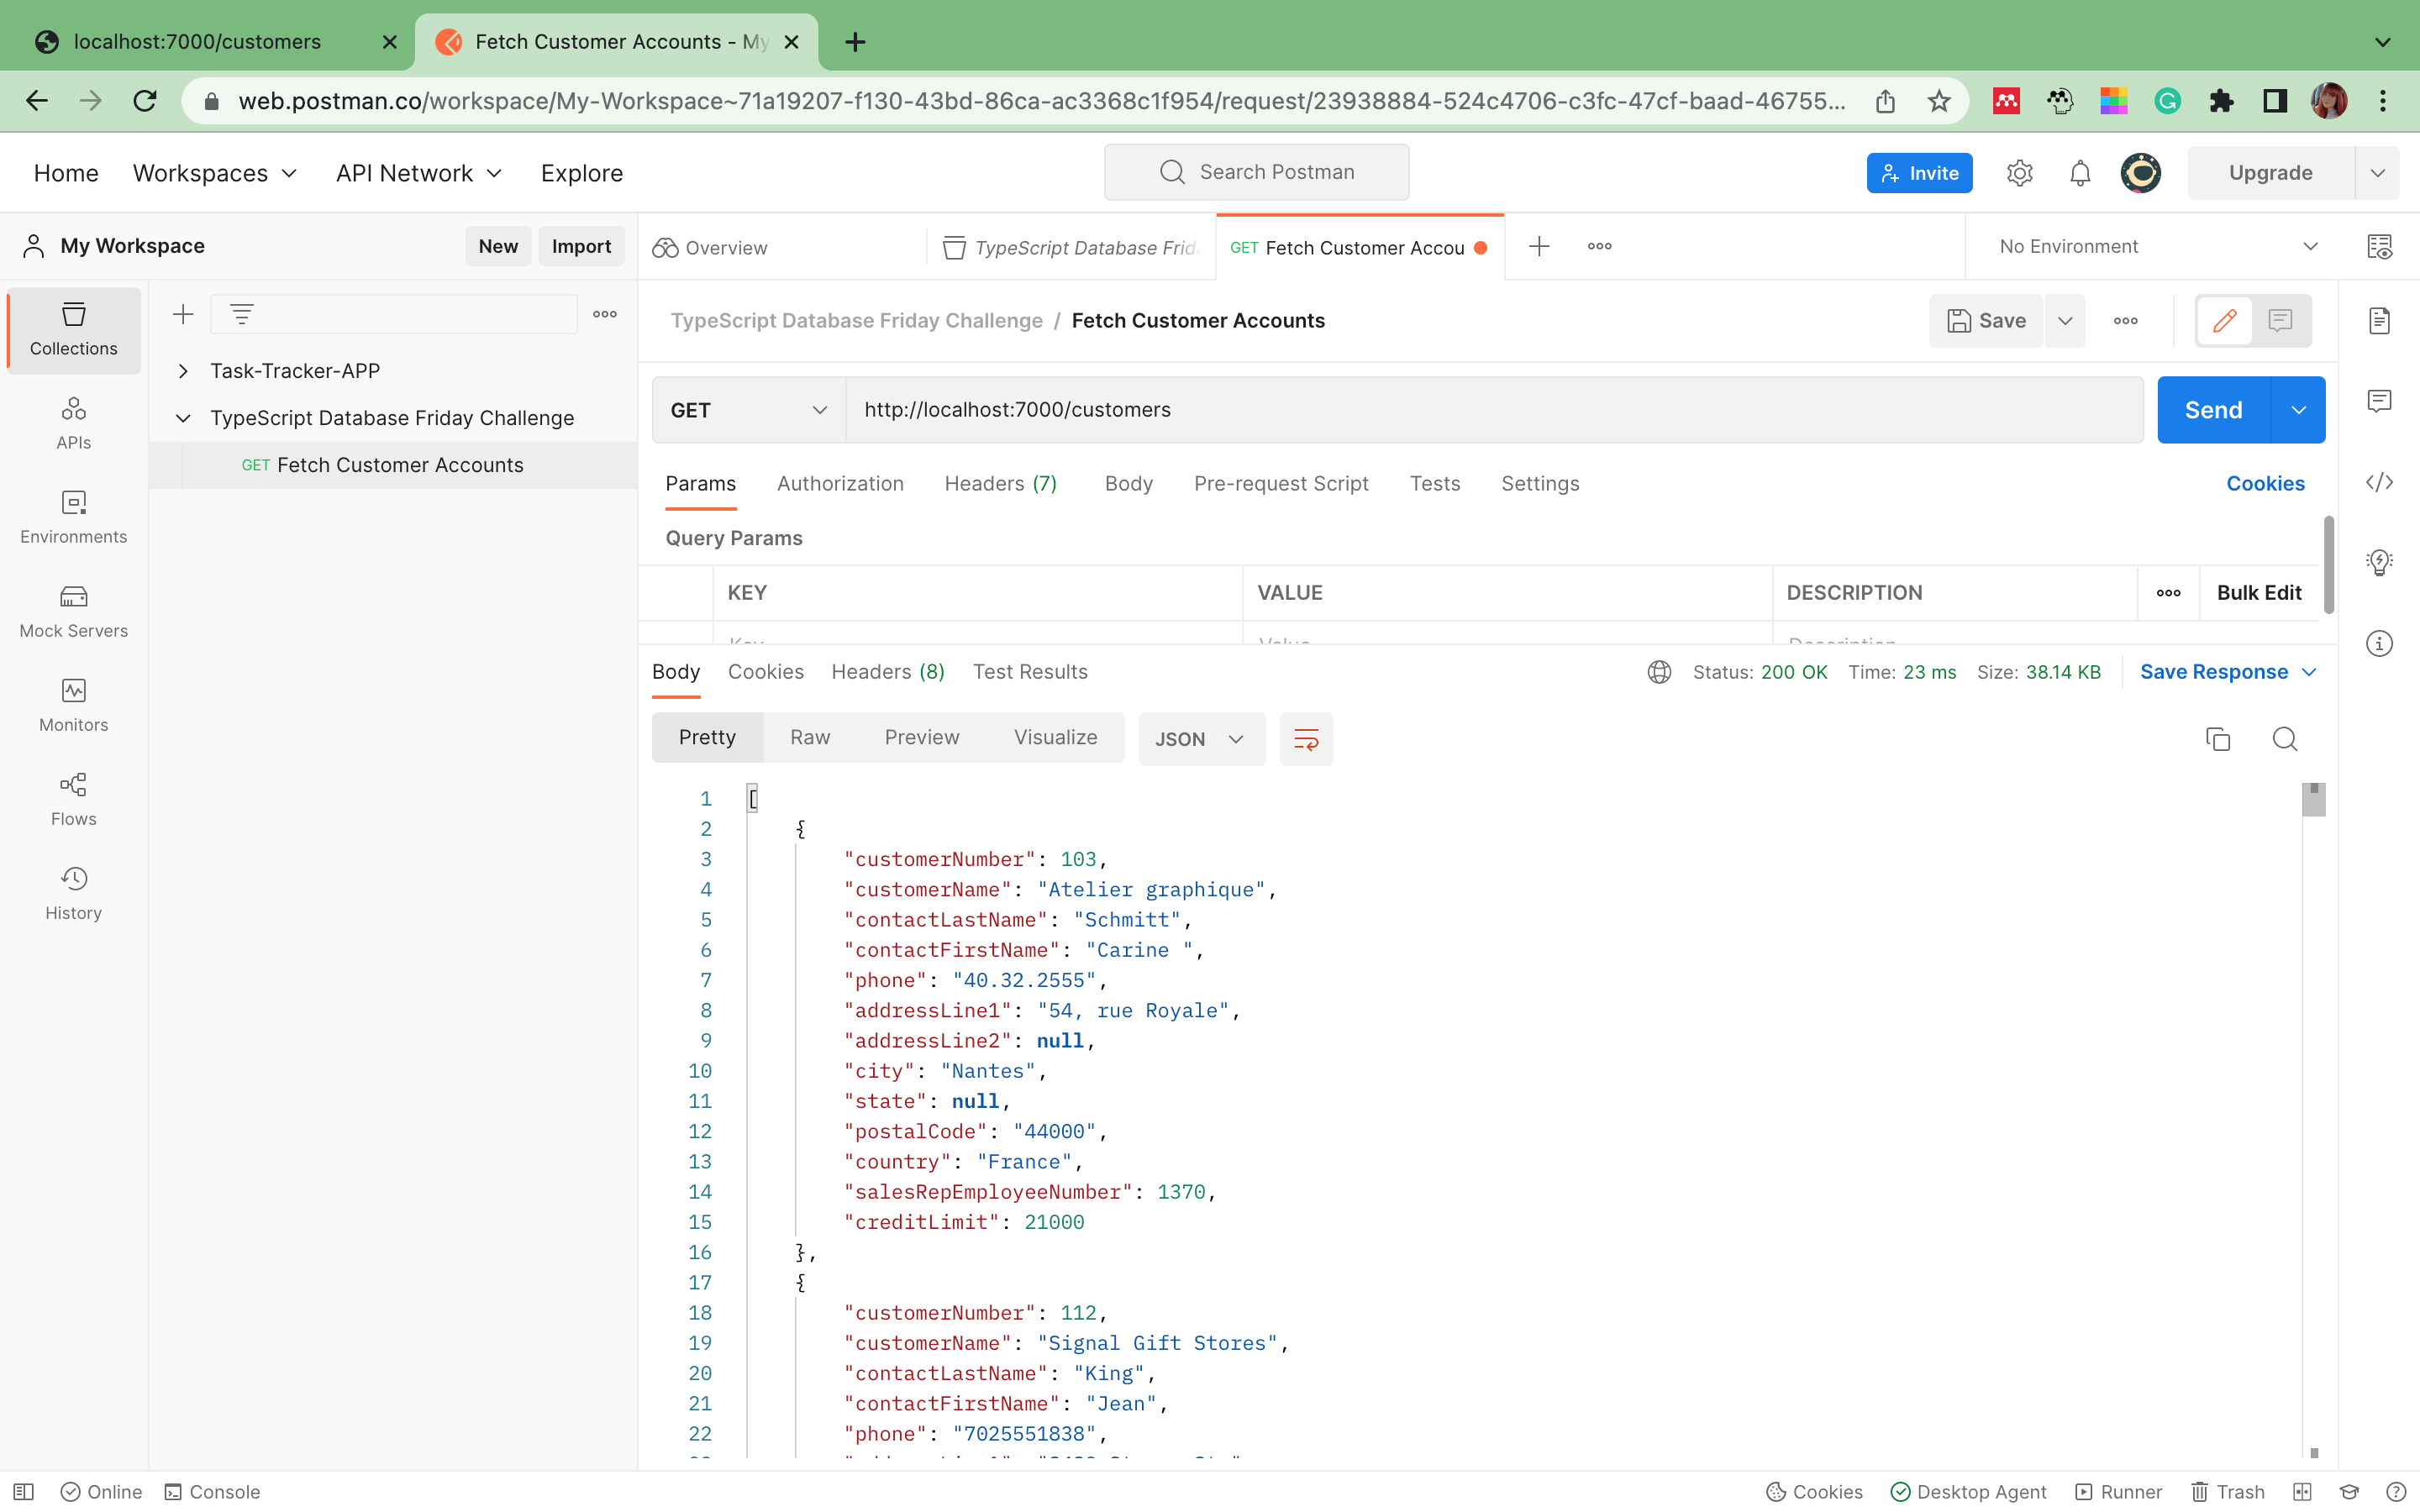 localhost:7000/customers
Fetch Customer Accounts - My
web.postman.co/workspace/My-Workspace~71a19207-f130-43bd-86ca-ac3368c1f954/request/23938884-524c4706-c3fc-47cf-baad-46755...
Home Workspaces API Network Explore Search Postman Invite Upgrade
My Workspace New Import Overview TypeScript Database Frid GET Fetch Customer Accou No Environment
Collections
APIs
Environments
Mock Servers
Monitors
Flows
History
Task-Tracker-APP
TypeScript Database Friday Challenge
GET Fetch Customer Accounts
TypeScript Database Friday Challenge / Fetch Customer Accounts Save
GET http://localhost:7000/customers Send
Params Authorization Headers (7) Body Pre-request Script Tests Settings Cookies
Query Params
KEY VALUE DESCRIPTION Bulk Edit
Key Value Description
Body Cookies Headers (8) Test Results Status: 200 OK Time: 23 ms Size: 38.14 KB Save Response
Pretty Raw Preview Visualize JSON
1 [
2 {
3 "customerNumber": 103,
4 "customerName": "Atelier graphique",
5 "contactLastName": "Schmitt",
6 "contactFirstName": "Carine ",
7 "phone": "40.32.2555",
8 "addressLine1": "54, rue Royale",
9 "addressLine2": null,
10 "city": "Nantes",
11 "state": null,
12 "postalCode": "44000",
13 "country": "France",
14 "salesRepEmployeeNumber": 1370,
15 "creditLimit": 21000
16 },
17 {
18 "customerNumber": 112,
19 "customerName": "Signal Gift Stores",
20 "contactLastName": "King",
21 "contactFirstName": "Jean",
22 "phone": "7025551838",
Online Console Cookies Desktop Agent Runner Trash